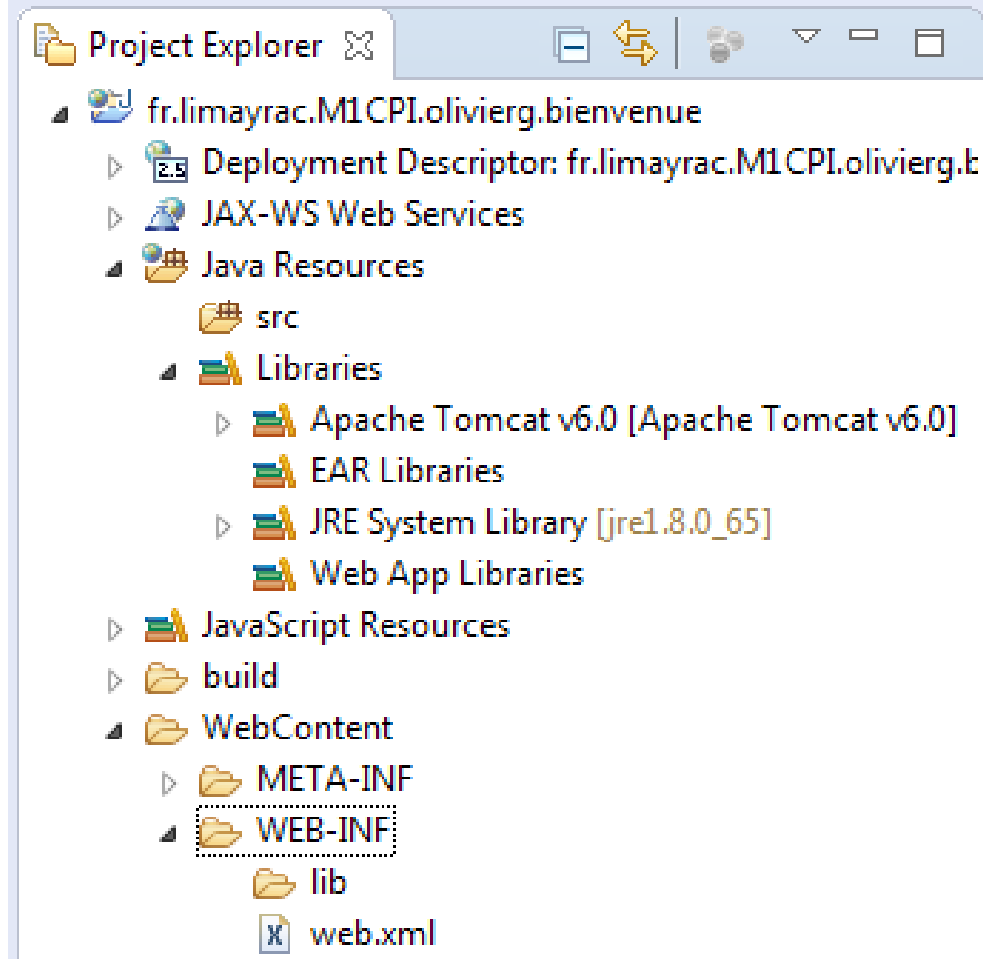 Project Explorer
fr.limayrac.M1CPI.olivierg.bienvenue
2.5 Deployment Descriptor: fr.limayrac.M1CPI.olivierg.b
JAX-WS Web Services
Java Resources
src
Libraries
Apache Tomcat v6.0 [Apache Tomcat v6.0]
EAR Libraries
JRE System Library [jre1.8.0_65]
Web App Libraries
JavaScript Resources
build
WebContent
META-INF
WEB-INF
lib
X web.xml